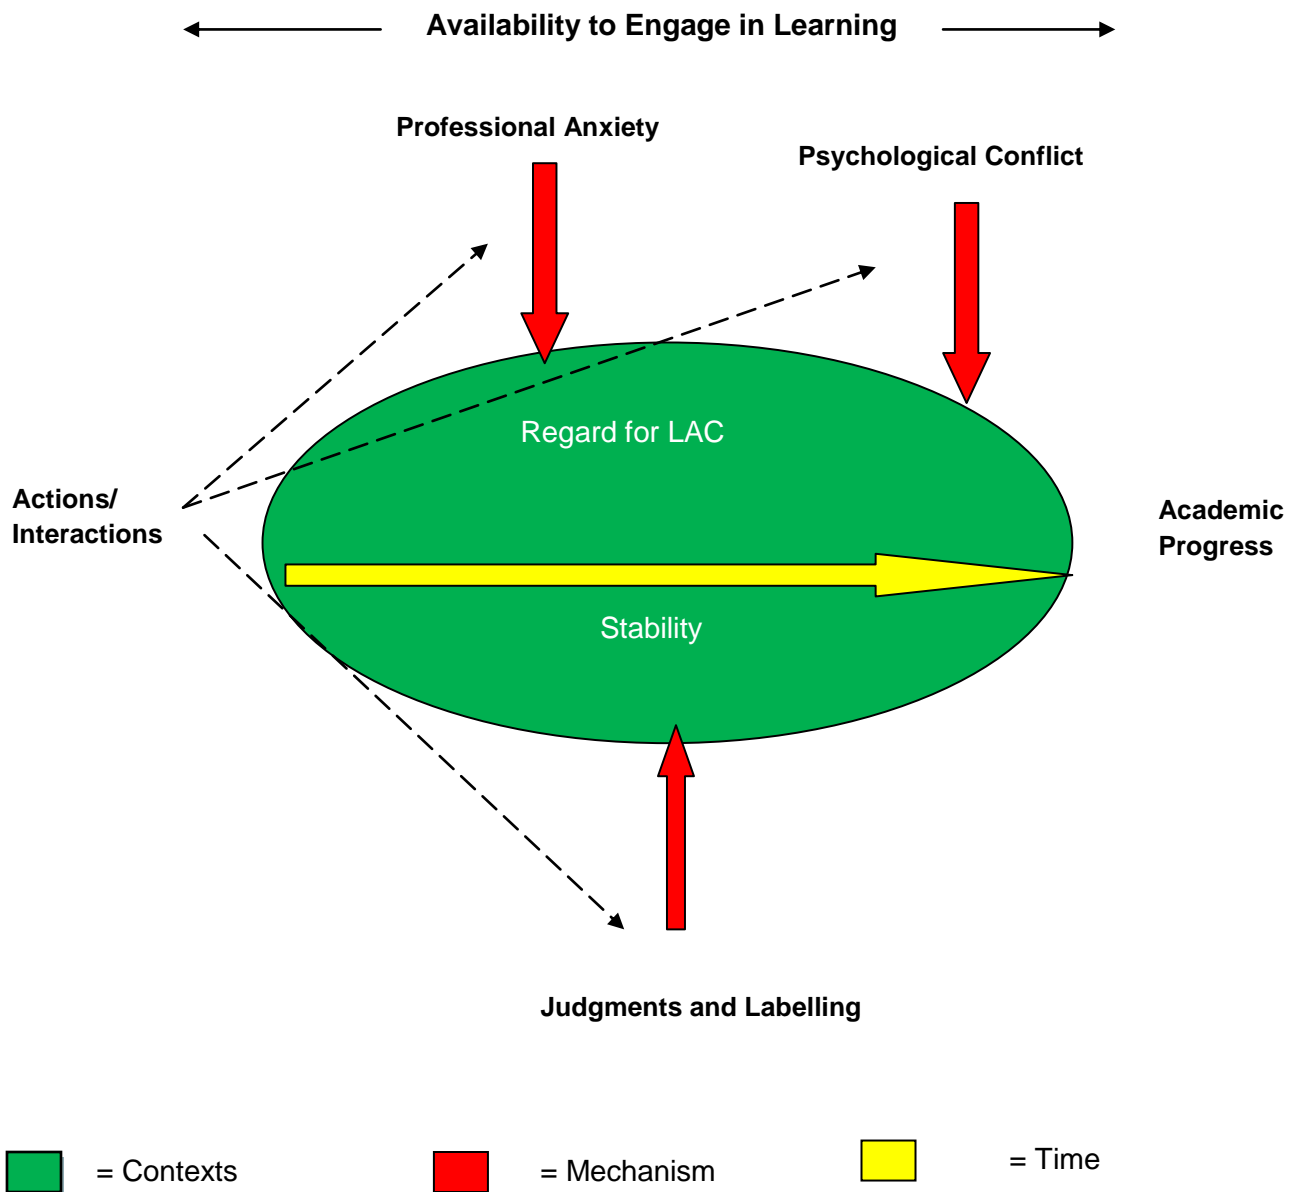 Availability to Engage in Learning
Professional Anxiety
Psychological Conflict
Regard for LAC
Actions/
Interactions
Academic
Progress
Stability
Judgments and Labelling
= Contexts
= Mechanism
= Time